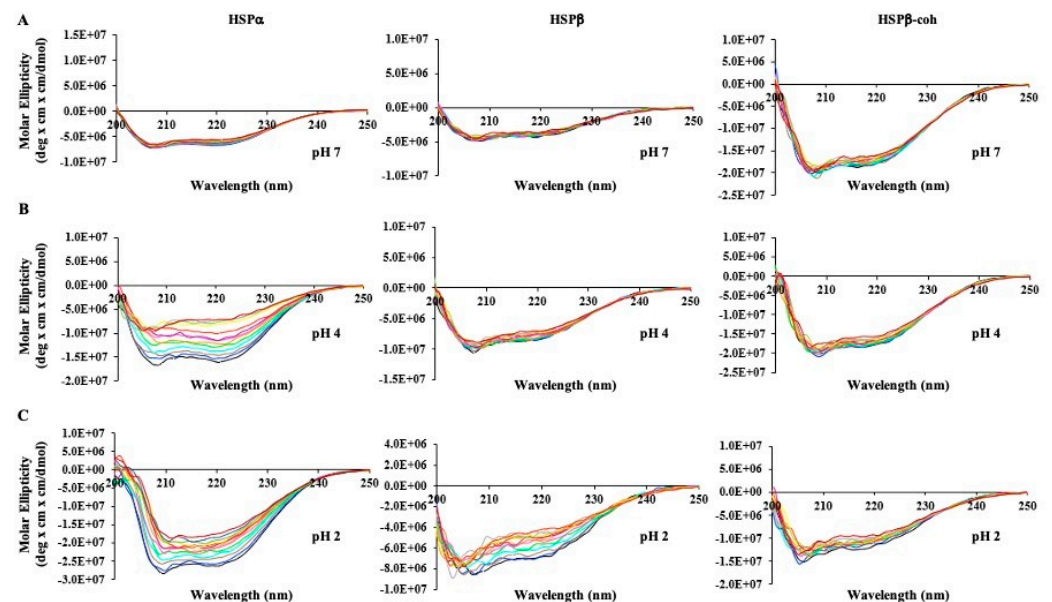 A HSPα HSPβ HSPβ-coh
Molar Ellipticity
(deg x cm x cm/dmol)
1.5E+07
1.0E+07
5.0E+06
0.0E+00
-5.0E+06
-1.0E+07
200 210 220 230 240 250
pH 7
Wavelength (nm)
1.0E+07
5.0E+06
0.0E+00
-5.0E+06
-1.0E+07
200 210 220 230 240 250
pH 7
Wavelength (nm)
1.0E+07
5.0E+06
0.0E+00
-5.0E+06
-1.0E+07
-1.5E+07
-2.0E+07
-2.5E+07
200 210 220 230 240 250
pH 7
Wavelength (nm)
B
Molar Ellipticity
(deg x cm x cm/dmol)
1.0E+07
5.0E+06
0.0E+00
-5.0E+06
-1.0E+07
-1.5E+07
-2.0E+07
200 210 220 230 240 250
pH 4
Wavelength (nm)
1.0E+07
5.0E+06
0.0E+00
-5.0E+06
-1.0E+07
-1.5E+07
200 210 220 230 240 250
pH 4
Wavelength (nm)
1.0E+07
5.0E+06
0.0E+00
-5.0E+06
-1.0E+07
-1.5E+07
-2.0E+07
-2.5E+07
200 210 220 230 240 250
pH 4
Wavelength (nm)
C
Molar Ellipticity
(deg x cm x cm/dmol)
1.0E+07
5.0E+06
0.0E+00
-5.0E+06
-1.0E+07
-1.5E+07
-2.0E+07
-2.5E+07
-3.0E+07
200 210 220 230 240 250
pH 2
Wavelength (nm)
4.0E+06
2.0E+06
0.0E+00
-2.0E+06
-4.0E+06
-6.0E+06
-8.0E+06
-1.0E+07
200 210 220 230 240 250
pH 2
Wavelength (nm)
1.0E+07
5.0E+06
0.0E+00
-5.0E+06
-1.0E+07
-1.5E+07
-2.0E+07
200 210 220 230 240 250
pH 2
Wavelength (nm)